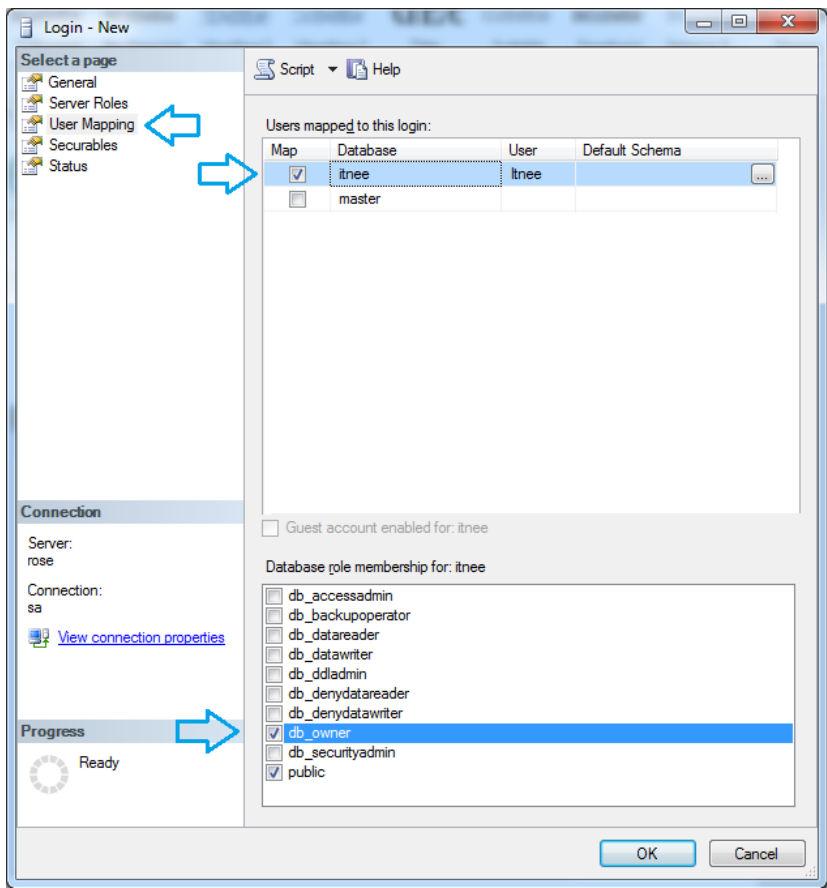 Login - New
Select a page
General
Server Roles
User Mapping
Securables
Status
Script Help
Users mapped to this login:
Map Database User Default Schema
itnee Itnee ...
master
Guest account enabled for: itnee
Database role membership for: itnee
db_accessadmin
db_backupoperator
db_datareader
db_datawriter
db_ddladmin
db_denydatareader
db_denydatawriter
db_owner
db_securityadmin
public
Connection
Server:
rose
Connection:
sa
View connection properties
Progress
Ready
OK Cancel